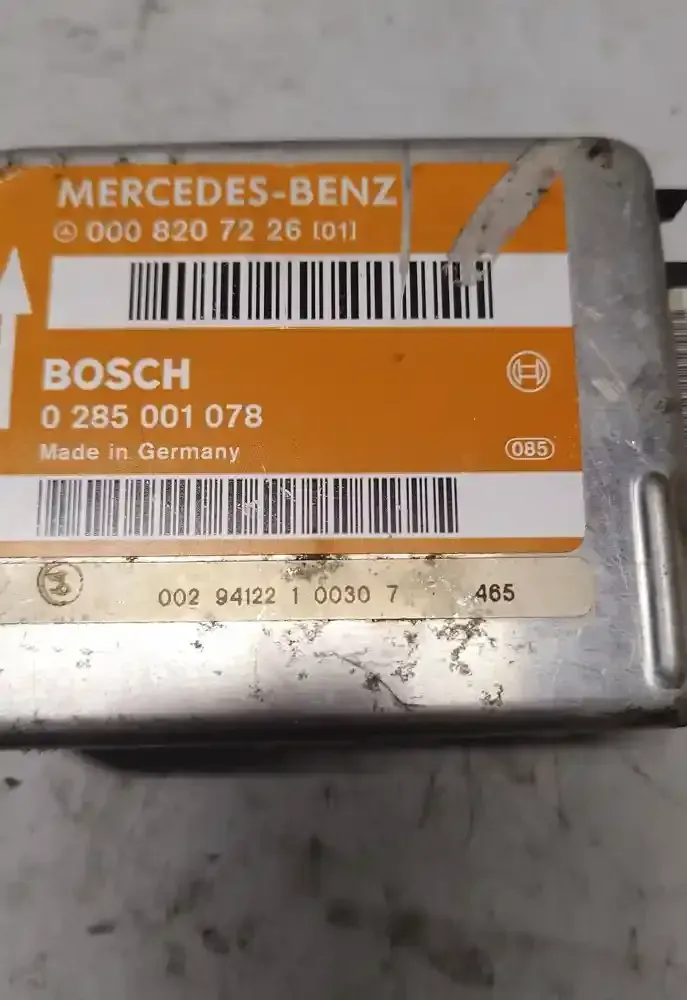 MERCEDES-BENZ
000 820 72 26 [01]
BOSCH
0 285 001 078
Made in Germany
085
002 94122 1 0030 7 465